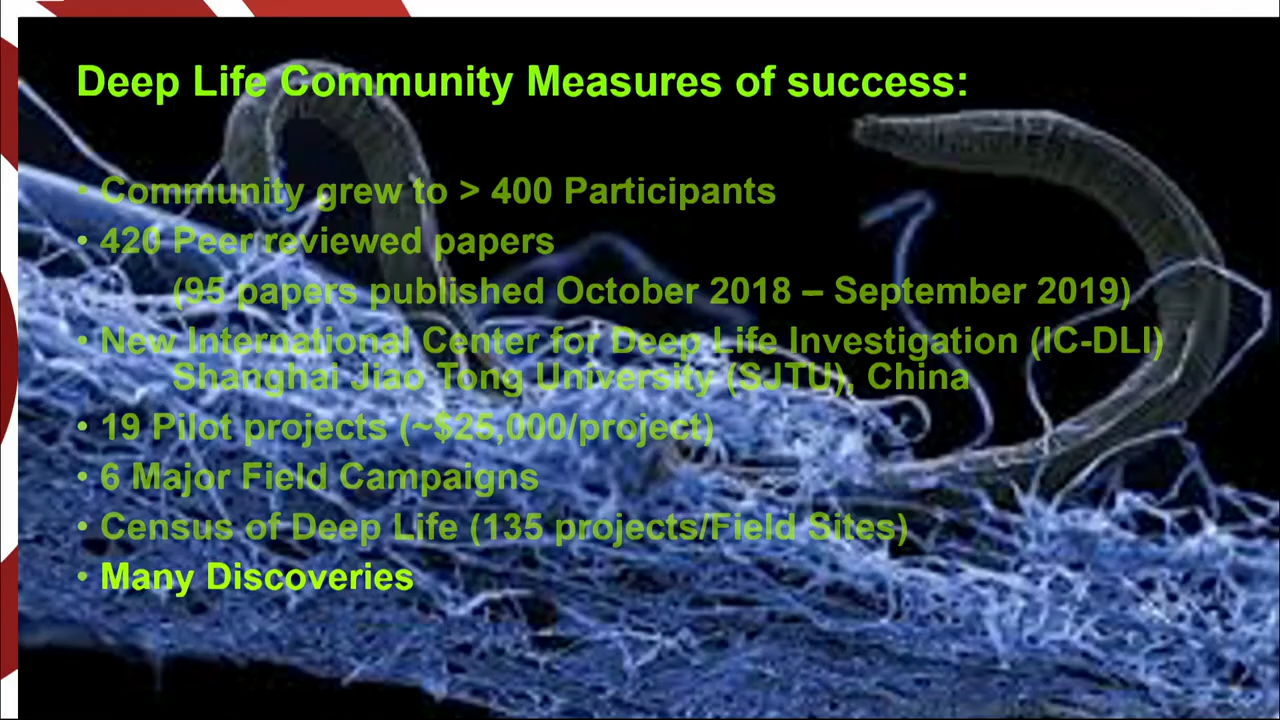 Deep Life Community Measures of success:
• Community grew to > 400 Participants
• 420 Peer reviewed papers
(95 papers published October 2018 – September 2019)
• New International Center for Deep Life Investigation (IC-DLI)
Shanghai Jiao Tong University (SJTU), China
• 19 Pilot projects (~$25,000/project)
• 6 Major Field Campaigns
• Census of Deep Life (135 projects/Field Sites)
• Many Discoveries